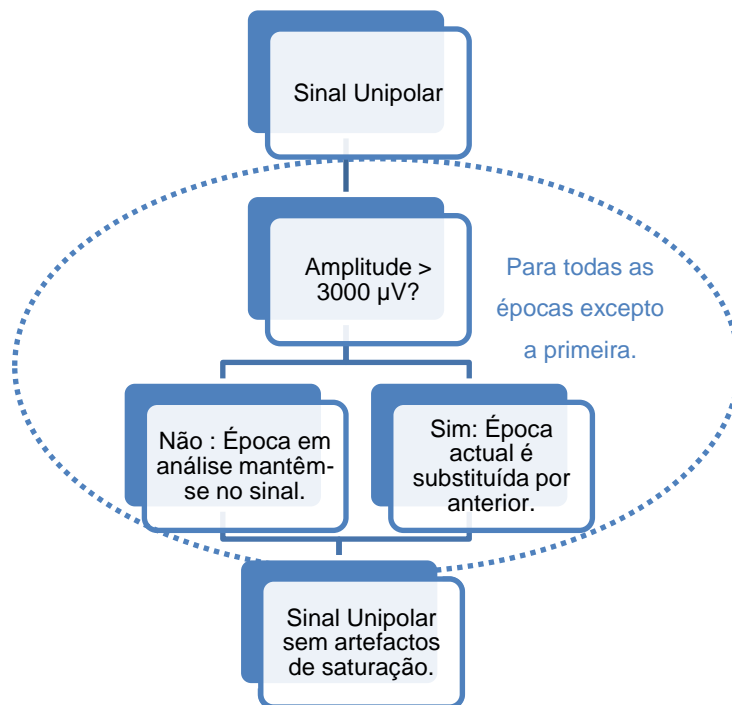 Sinal Unipolar
Amplitude >
3000 µV?
Para todas as
épocas excepto
a primeira.
Não : Época em
análise mantêm-
se no sinal.
Sim: Época
actual é
substituída por
anterior.
Sinal Unipolar
sem artefactos
de saturação.